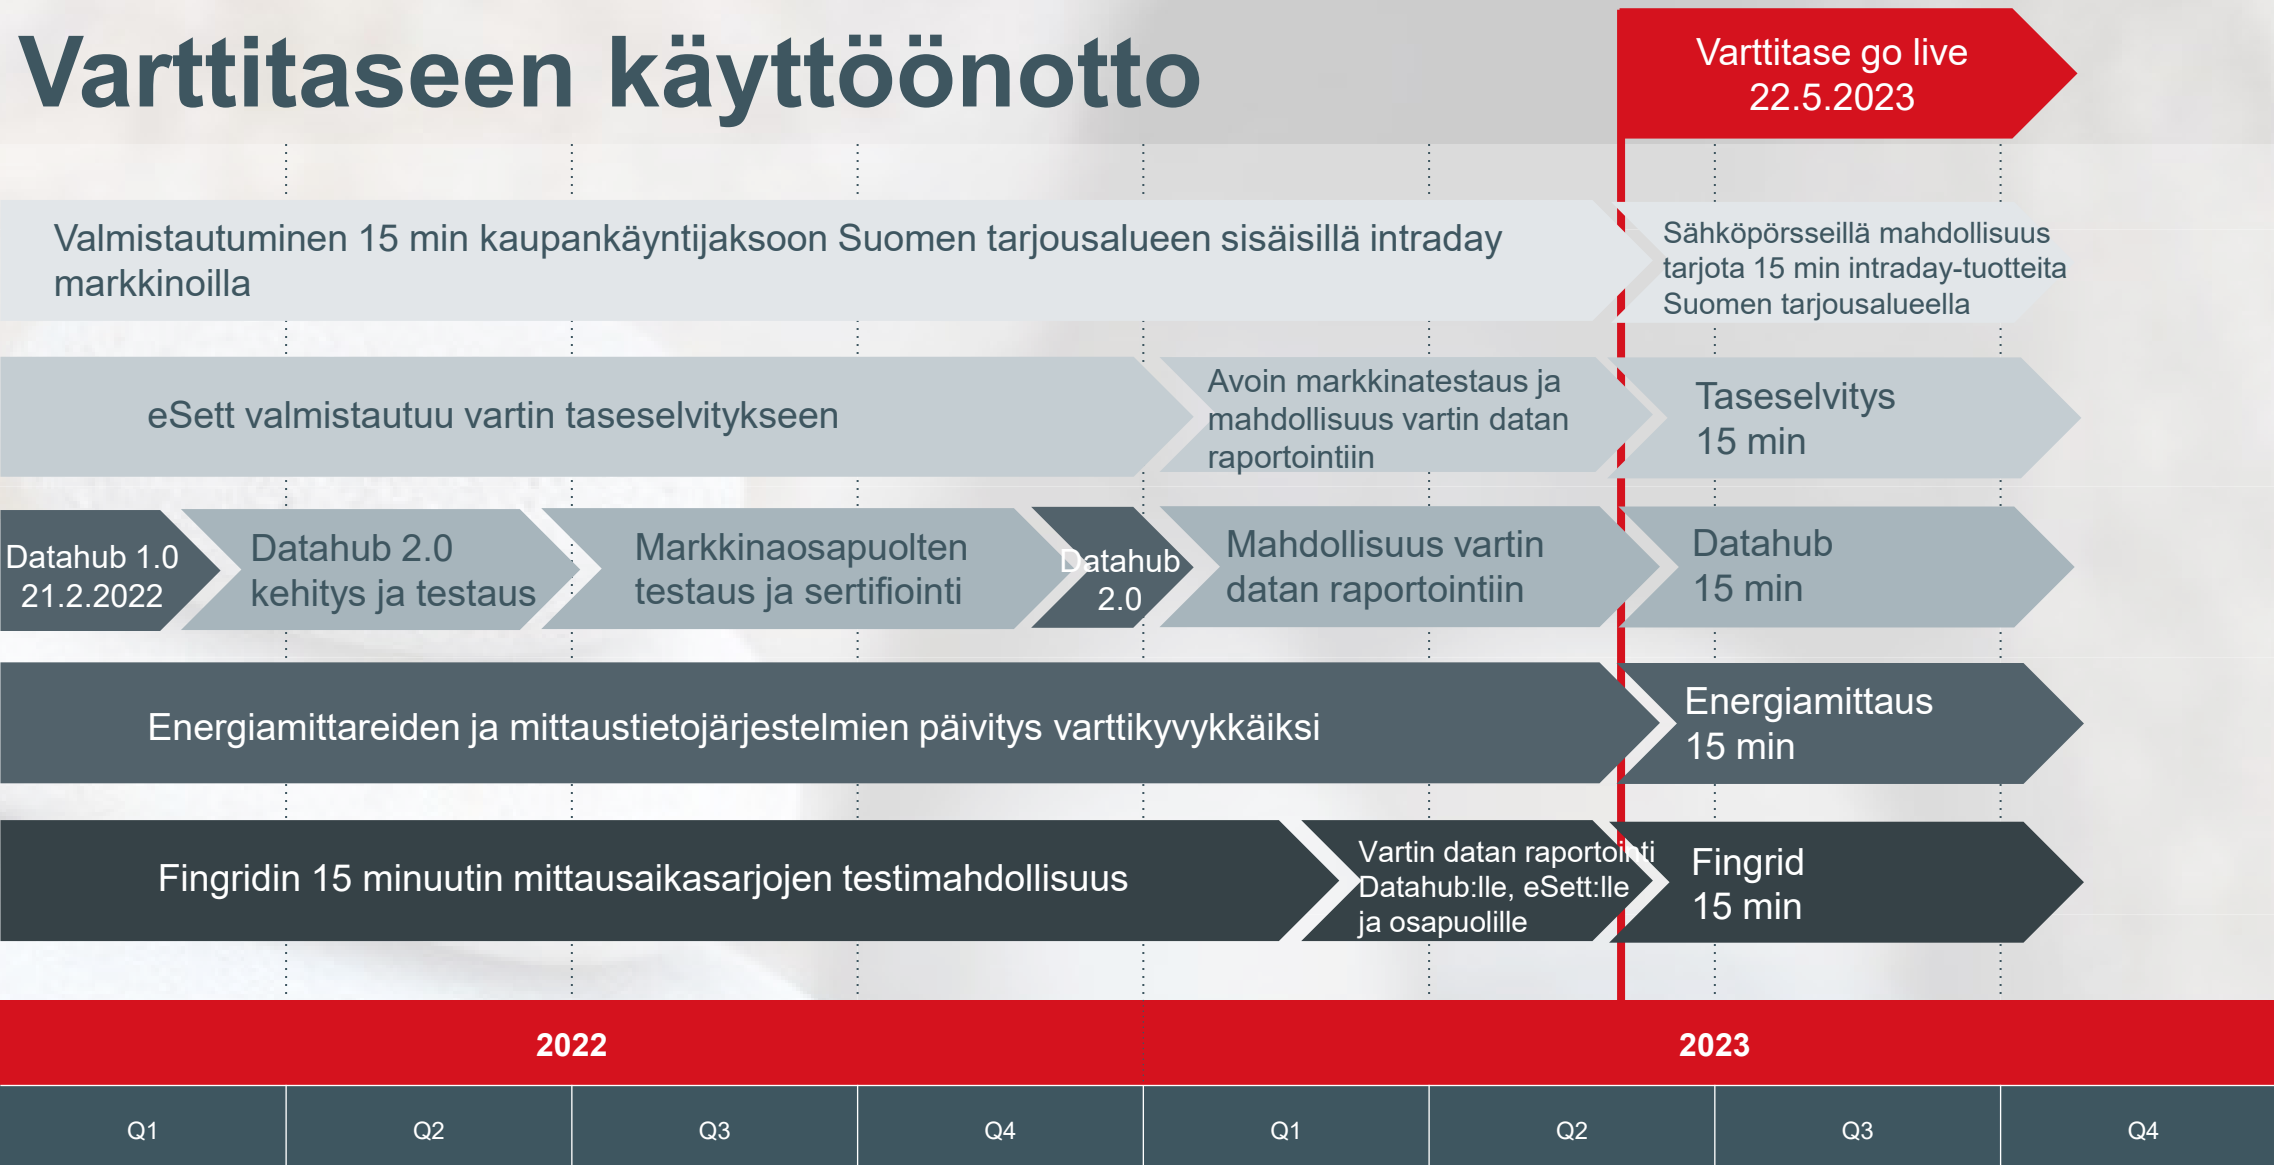 Varttitaseen käyttöönotto
Varttitase go live
22.5.2023
Valmistautuminen 15 min kaupankäyntijaksoon Suomen tarjousalueen sisäisillä intraday
markkinoilla
Sähköpörsseillä mahdollisuus
tarjota 15 min intraday-tuotteita
Suomen tarjousalueella
eSett valmistautuu vartin taseselvitykseen
Avoin markkinatestaus ja
mahdollisuus vartin datan
raportointiin
Taseselvitys
15 min
Datahub 1.0
21.2.2022
Datahub 2.0
kehitys ja testaus
Markkinaosapuolten
testaus ja sertifiointi
Datahub
2.0
Mahdollisuus vartin
datan raportointiin
Datahub
15 min
Energiamittareiden ja mittaustietojärjestelmien päivitys varttikyvykkäiksi
Energiamittaus
15 min
Fingridin 15 minuutin mittausaikasarjojen testimahdollisuus
Vartin datan raportointi
Datahub:lle, eSett:lle
ja osapuolille
Fingrid
15 min
2022
2023
Q1
Q2
Q3
Q4
Q1
Q2
Q3
Q4